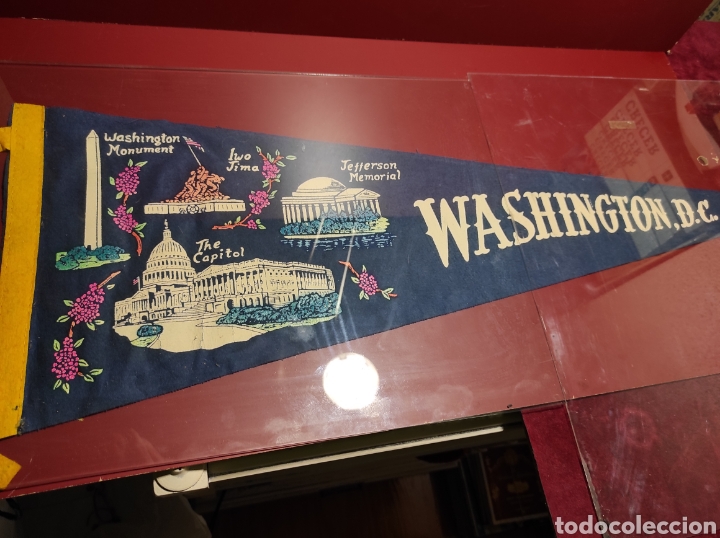 Washington
Monument
Iwo
Jima
Jefferson
Memorial
The
Capitol
WASHINGTON, D.C.
todocoleccion